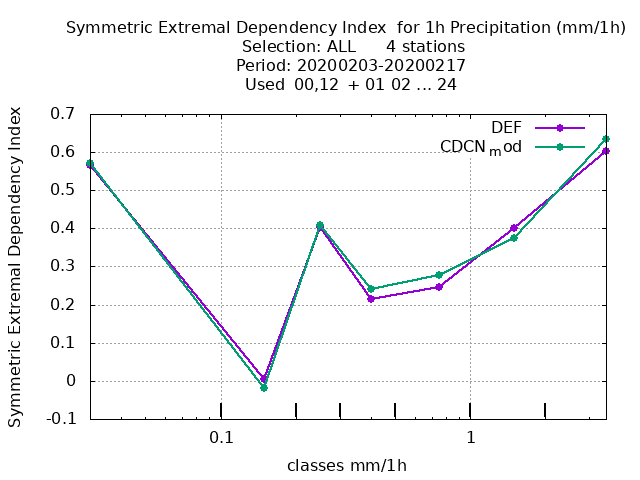 Symmetric Extremal Dependency Index  for 1h Precipitation (mm/1h)
Selection: ALL      4 stations
Period: 20200203-20200217
Used  00,12  + 01 02 ... 24
Symmetric Extremal Dependency Index
0.7
0.6
0.5
0.4
0.3
0.2
0.1
0
-0.1
DEF
CDCN_mod
0.1
1
classes mm/1h